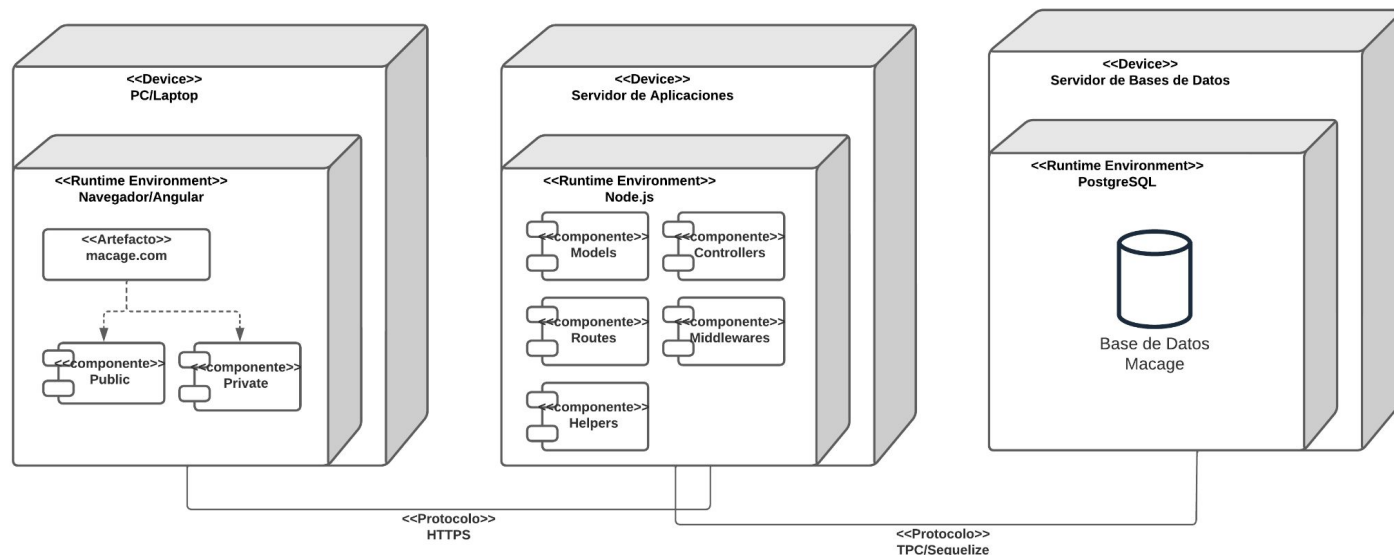 <<Device>>
PC/Laptop
<<Runtime Environment>>
Navegador/Angular
<<Artefacto>>
macage.com
<<componente>>
Public
<<componente>>
Private
<<Device>>
Servidor de Aplicaciones
<<Runtime Environment>>
Node.js
<<componente>>
Models
<<componente>>
Controllers
<<componente>>
Routes
<<componente>>
Middlewares
<<componente>>
Helpers
<<Device>>
Servidor de Bases de Datos
<<Runtime Environment>>
PostgreSQL
Base de Datos
Macage
<<Protocolo>>
HTTPS
<<Protocolo>>
TPC/Sequelize